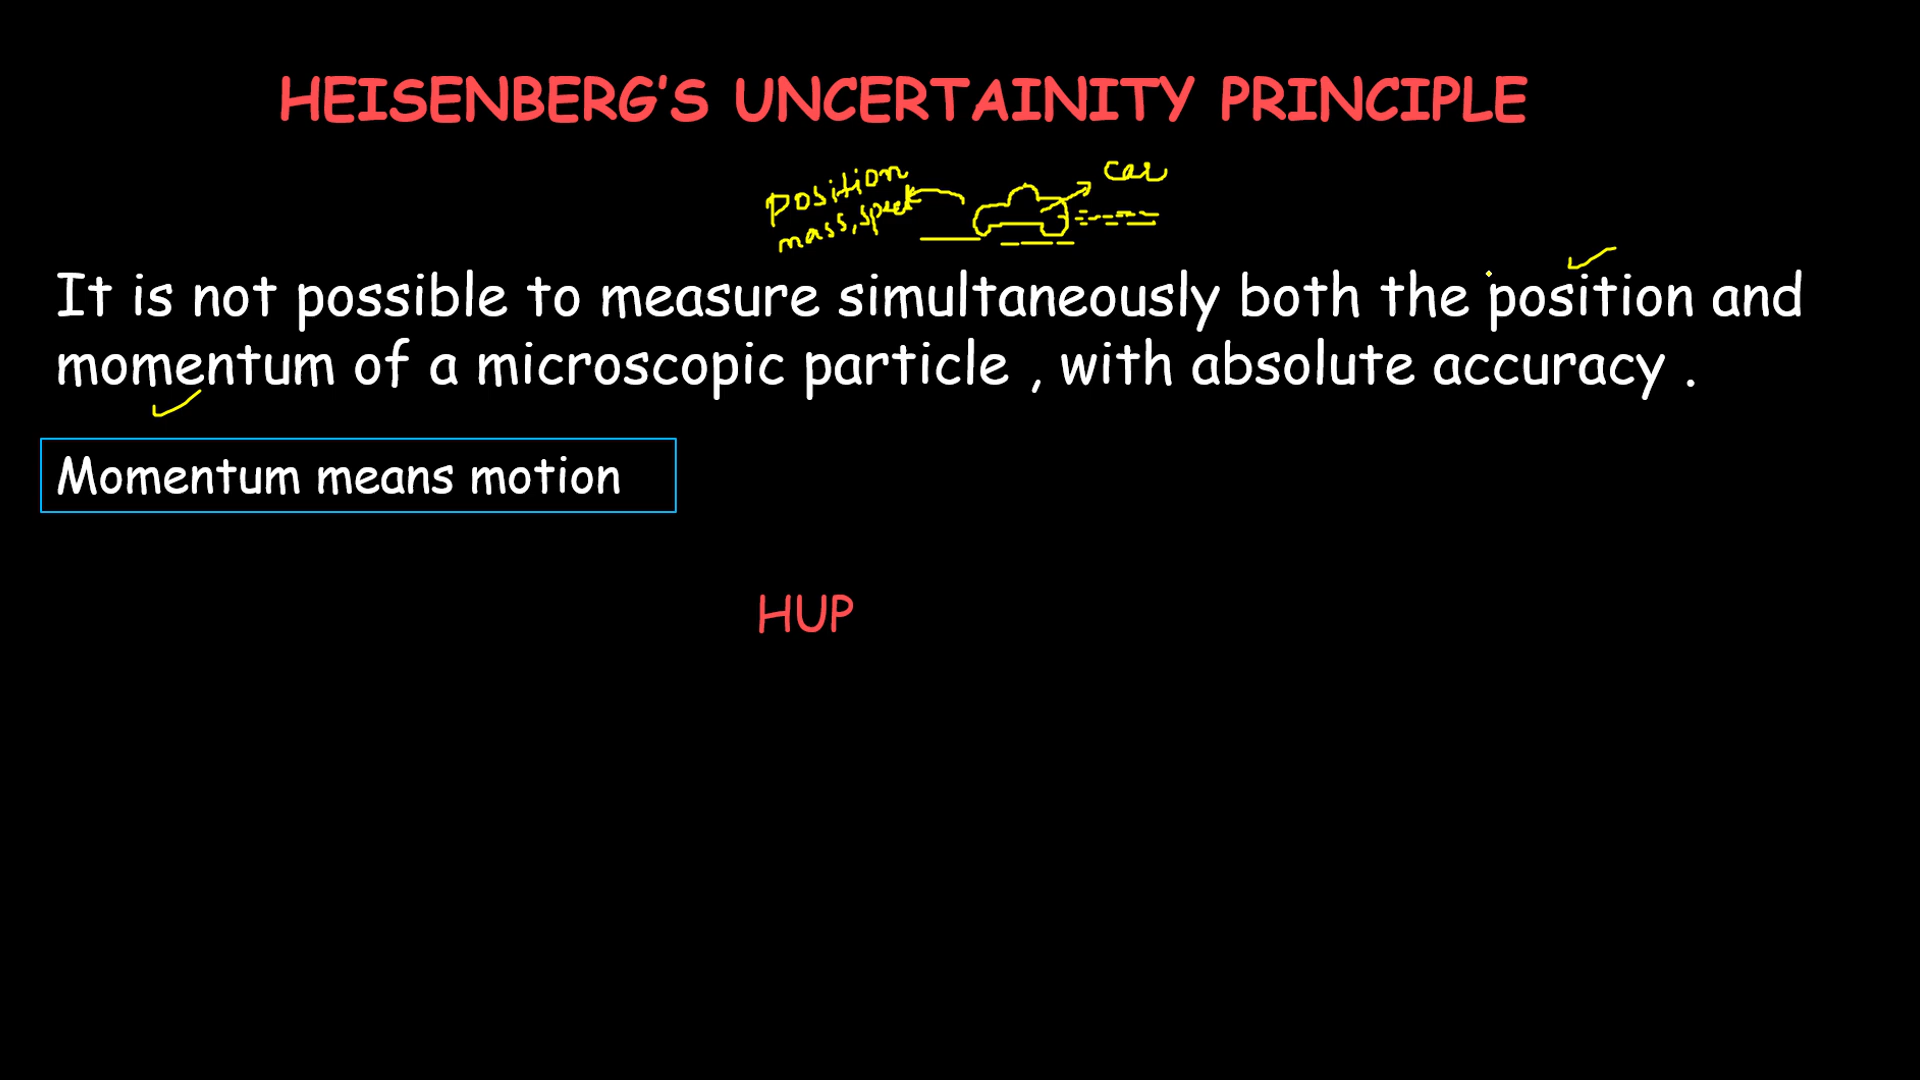 HEISENBERG'S UNCERTAINITY PRINCIPLE
position
car
mass, speed
It is not possible to measure simultaneously both the position and
momentum of a microscopic particle , with absolute accuracy .
Momentum means motion
HUP